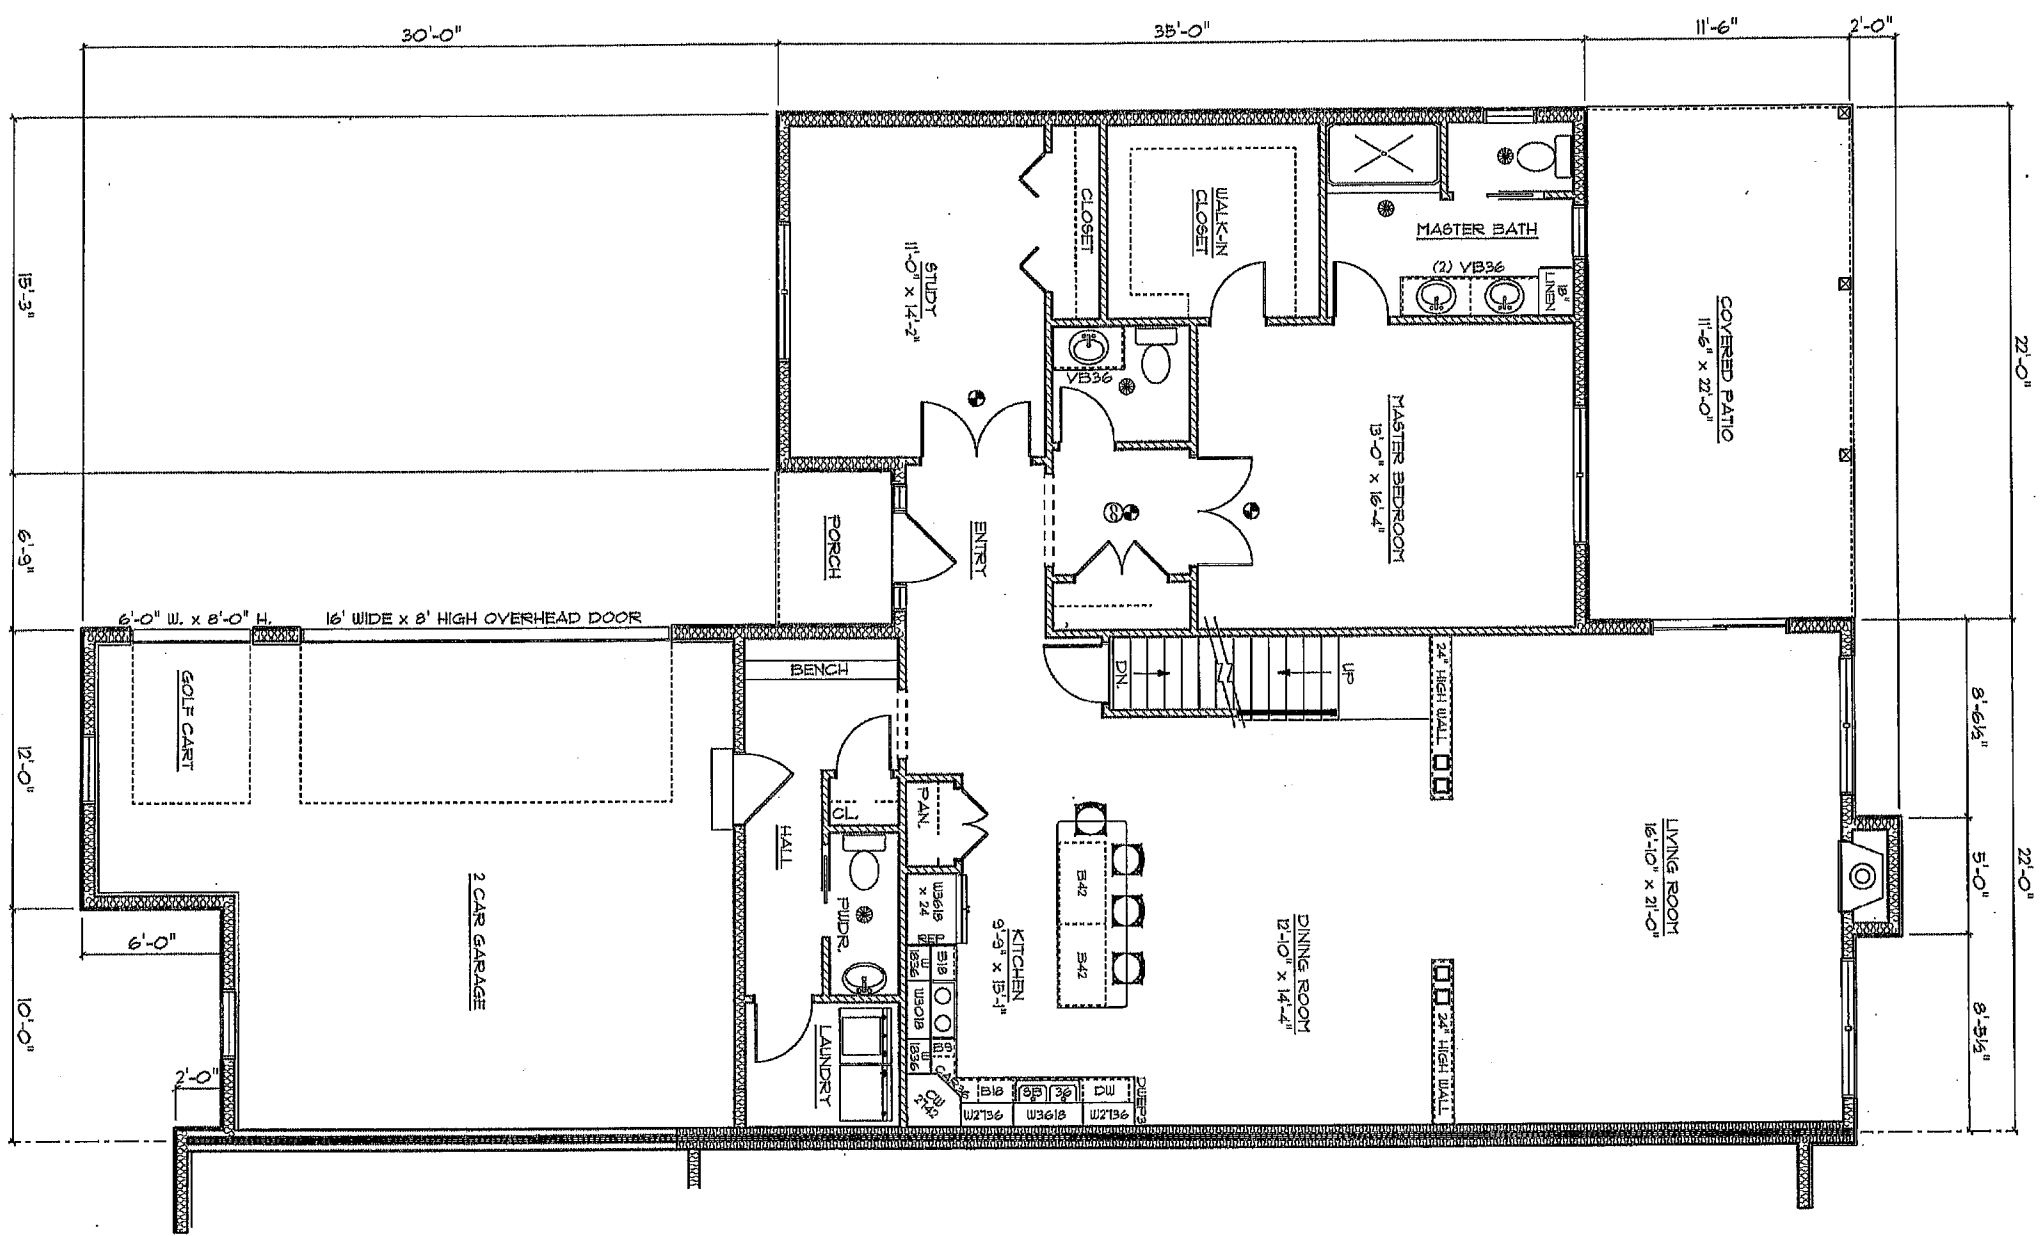 30'-0"
35'-0"
11'-6"
2'-0"
15'-3"
6'-9"
12'-0"
10'-0"
22'-0"
8'-6½"
5'-0"
22'-0"
8'-5½"
STUDY
11'-0" x 14'-2"
CLOSET
WALK-IN
CLOSET
MASTER BATH
(2) VB36
18"
LINEN
COVERED PATIO
11'-6" x 22'-0"
VB36
MASTER BEDROOM
13'-0" x 16'-4"
PORCH
ENTRY
6'-0" W. x 8'-0" H.
16' WIDE x 8' HIGH OVERHEAD DOOR
GOLF CART
BENCH
DN.
UP
24" HIGH WALL
CL.
PAN.
HALL
2 CAR GARAGE
PWDR.
W3618
x 24
REF.
KITCHEN
9'-9" x 15'-1"
B42
B42
DINING ROOM
12'-10" x 14'-4"
LIVING ROOM
16'-10" x 21'-0"
6'-0"
W
1836
B18
W3018
W
1836
B9
LAUNDRY
CW
2742
B18
SB
36
DW
W2736
W3618
W2736
DWEP3
24" HIGH WALL
2'-0"